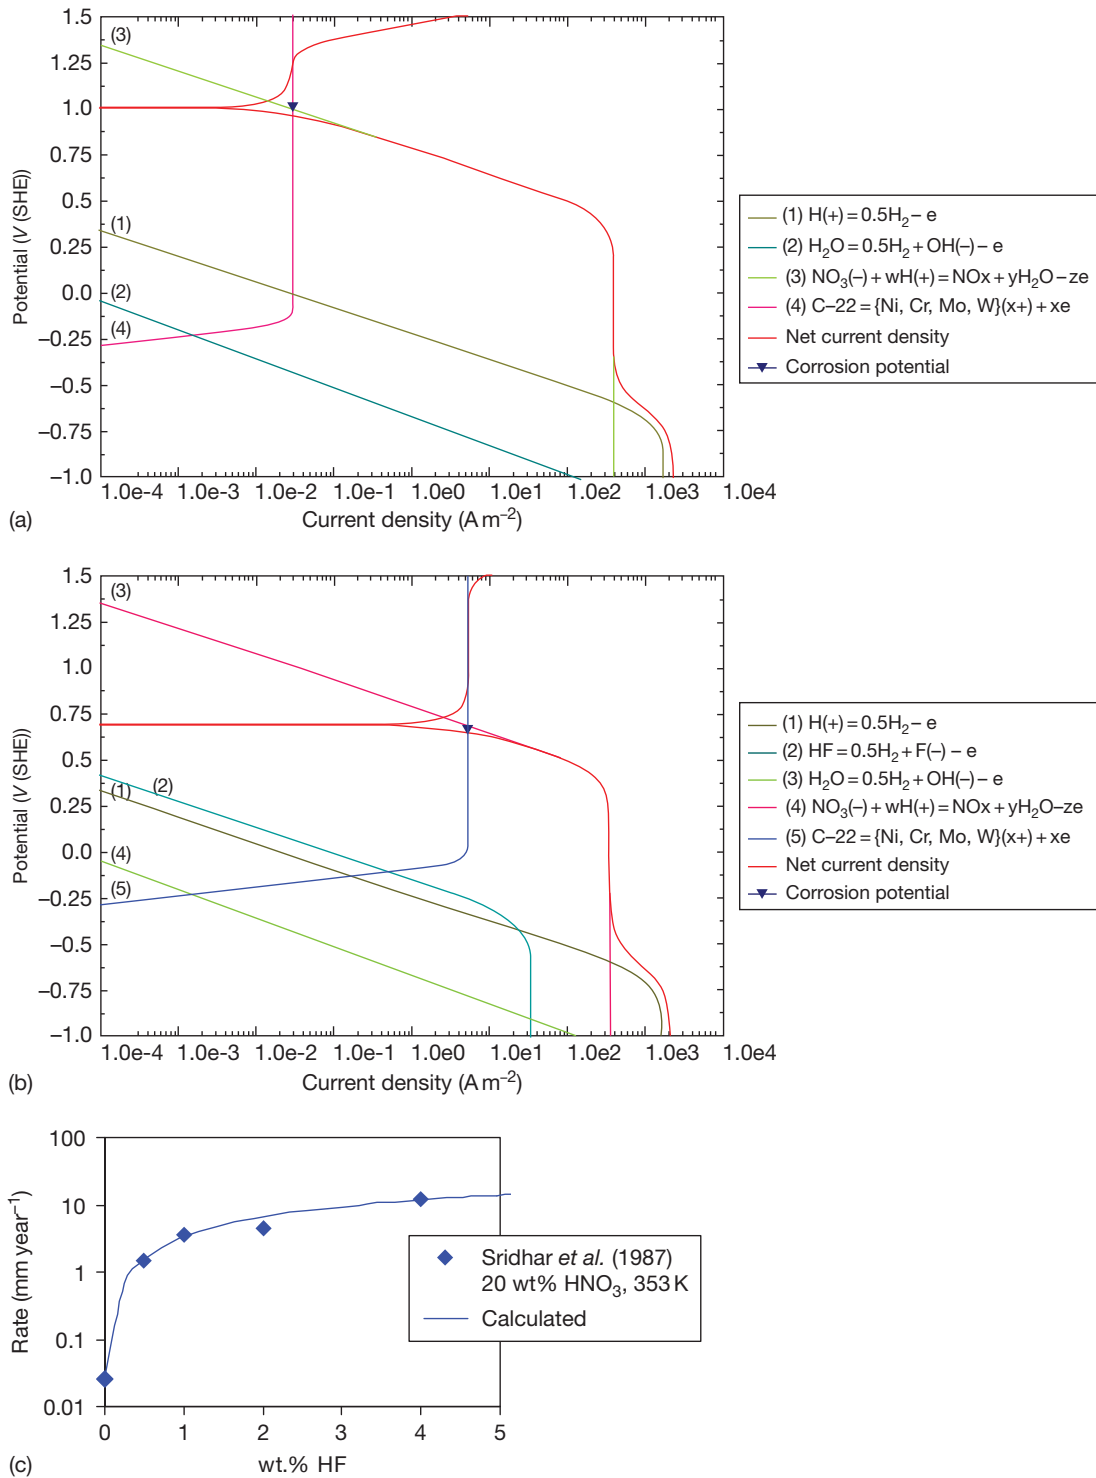 1.5
1.25
1.0
0.75
0.5
0.25
0.0
−0.25
−0.5
−0.75
−1.0
Potential (V (SHE))
(3)
(1)
(2)
(4)
1.0e-4 1.0e-3 1.0e-2 1.0e-1 1.0e0 1.0e1 1.0e2 1.0e3 1.0e4
Current density (A m−2)
(a)
(1) H(+) = 0.5H2 – e
(2) H2O = 0.5H2 + OH(–) – e
(3) NO3(–) + wH(+) = NOx + yH2O – ze
(4) C–22 = {Ni, Cr, Mo, W}(x+) + xe
Net current density
Corrosion potential
1.5
1.25
1.0
0.75
0.5
0.25
0.0
−0.25
−0.5
−0.75
−1.0
Potential (V (SHE))
(3)
(2)
(1)
(4)
(5)
1.0e-4 1.0e-3 1.0e-2 1.0e-1 1.0e0 1.0e1 1.0e2 1.0e3 1.0e4
Current density (A m−2)
(b)
(1) H(+) = 0.5H2 – e
(2) HF = 0.5H2 + F(–) – e
(3) H2O = 0.5H2 + OH(–) – e
(4) NO3(–) + wH(+) = NOx + yH2O–ze
(5) C–22 = {Ni, Cr, Mo, W}(x+) + xe
Net current density
Corrosion potential
100
10
1
0.1
0.01
Rate (mm year−1)
0 1 2 3 4 5
wt.% HF
(c)
Sridhar et al. (1987)
20 wt% HNO3, 353 K
Calculated